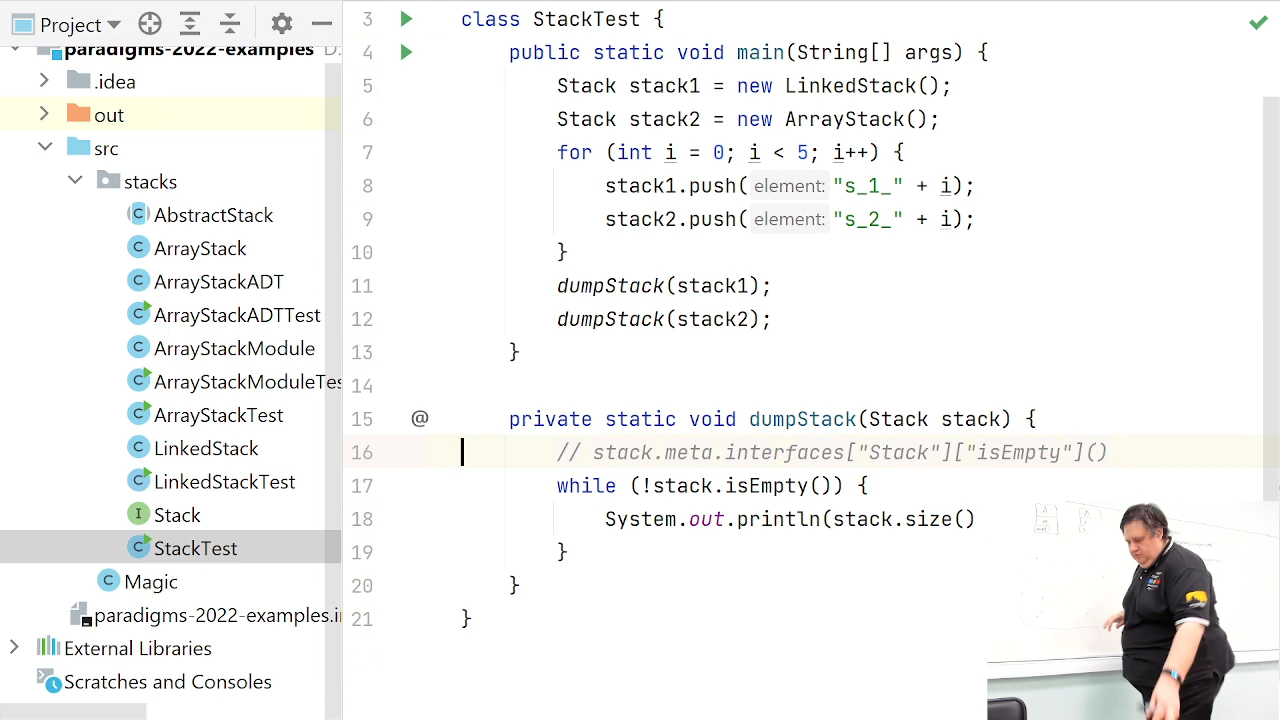 Project
paradigms-2022-examples D:
.idea
out
src
stacks
AbstractStack
ArrayStack
ArrayStackADT
ArrayStackADTTest
ArrayStackModule
ArrayStackModuleTes
ArrayStackTest
LinkedStack
LinkedStackTest
Stack
StackTest
Magic
paradigms-2022-examples.i
External Libraries
Scratches and Consoles
3 class StackTest {
4 public static void main(String[] args) {
5 Stack stack1 = new LinkedStack();
6 Stack stack2 = new ArrayStack();
7 for (int i = 0; i < 5; i++) {
8 stack1.push( element: "s_1_" + i);
9 stack2.push( element: "s_2_" + i);
10 }
11 dumpStack(stack1);
12 dumpStack(stack2);
13 }
14
15 @ private static void dumpStack(Stack stack) {
16 // stack.meta.interfaces["Stack"]["isEmpty"]()
17 while (!stack.isEmpty()) {
18 System.out.println(stack.size()
19 }
20 }
21 }